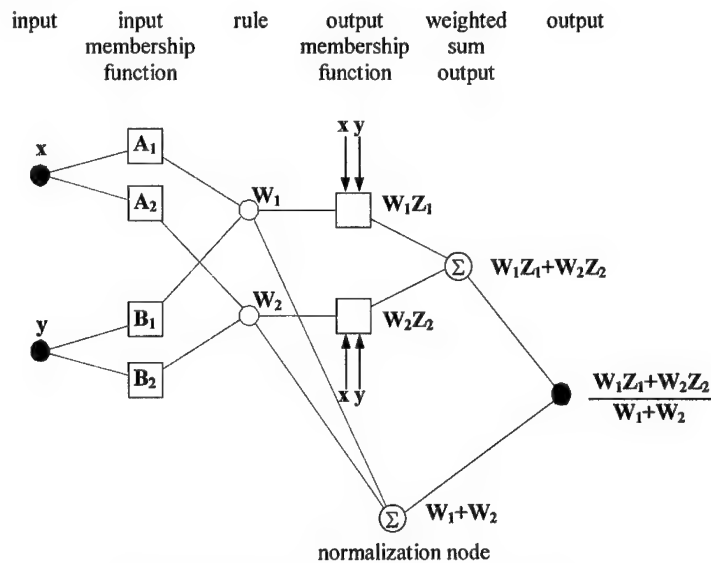 input input membership function rule output membership function weighted sum output output
x y
x
A₁
A₂
W₁
W₁Z₁
Σ
W₁Z₁+W₂Z₂
y
B₁
B₂
W₂
W₂Z₂
x y
W₁Z₁+W₂Z₂
W₁+W₂
Σ
W₁+W₂
normalization node